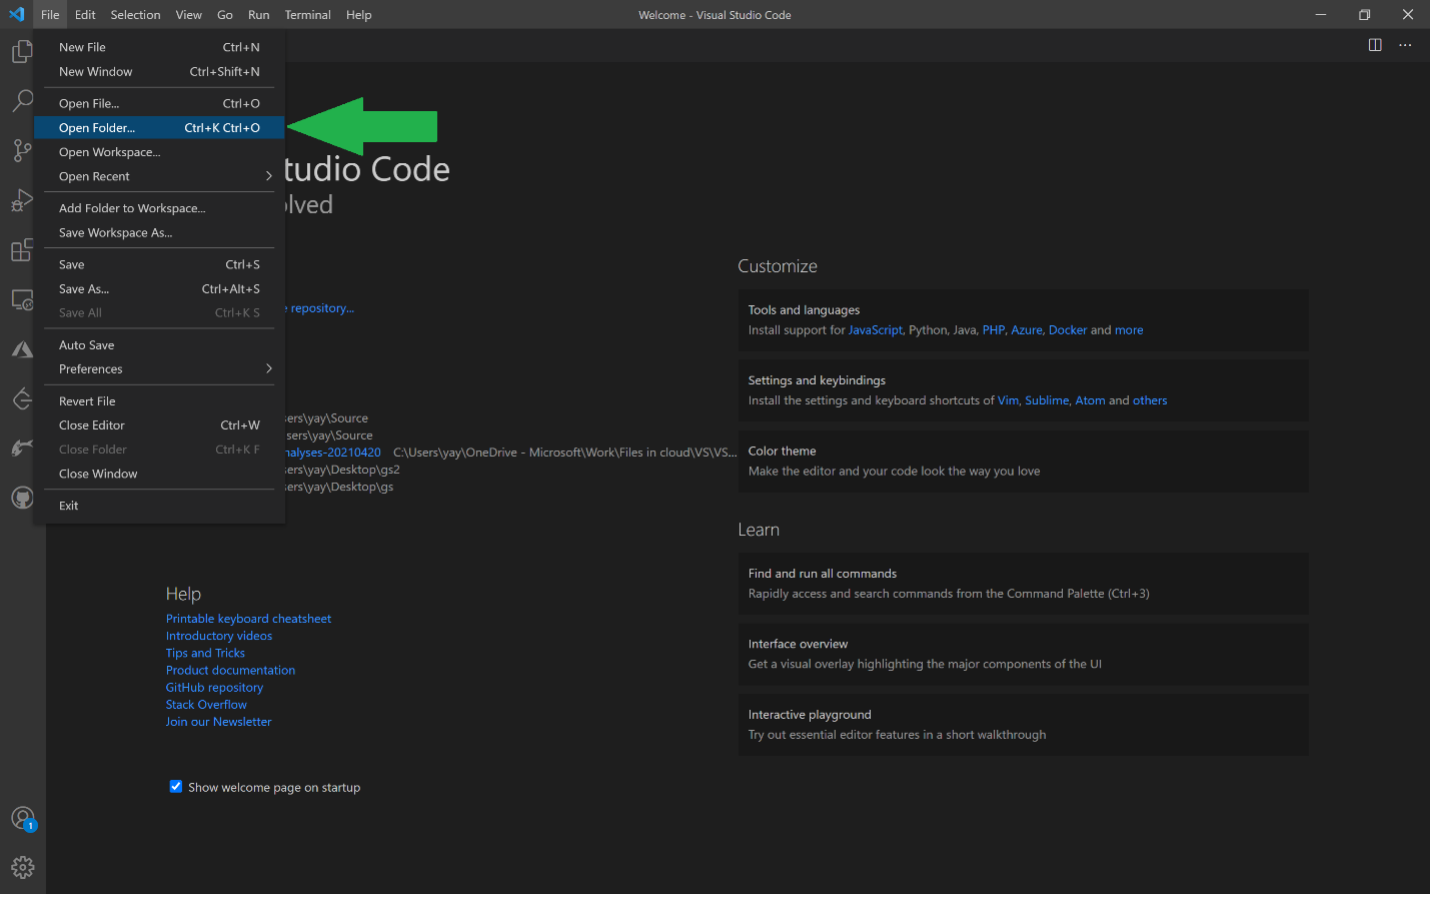 File Edit Selection View Go Run Terminal Help
Welcome - Visual Studio Code
New File Ctrl+N
New Window Ctrl+Shift+N
Open File... Ctrl+O
Open Folder... Ctrl+K Ctrl+O
Open Workspace...
Open Recent
Add Folder to Workspace...
Save Workspace As...
Save Ctrl+S
Save As... Ctrl+Alt+S
Save All Ctrl+K S
Auto Save
Preferences
Revert File
Close Editor Ctrl+W
Close Folder Ctrl+K F
Close Window
Exit
tudio Code
lved
repository...
sers\yay\Source
sers\yay\Source
nalyses-20210420 C:\Users\yay\OneDrive - Microsoft\Work\Files in cloud\VS\VS...
sers\yay\Desktop\gs2
sers\yay\Desktop\gs
Help
Printable keyboard cheatsheet
Introductory videos
Tips and Tricks
Product documentation
GitHub repository
Stack Overflow
Join our Newsletter
Show welcome page on startup
Customize
Tools and languages
Install support for JavaScript, Python, Java, PHP, Azure, Docker and more
Settings and keybindings
Install the settings and keyboard shortcuts of Vim, Sublime, Atom and others
Color theme
Make the editor and your code look the way you love
Learn
Find and run all commands
Rapidly access and search commands from the Command Palette (Ctrl+3)
Interface overview
Get a visual overlay highlighting the major components of the UI
Interactive playground
Try out essential editor features in a short walkthrough
1